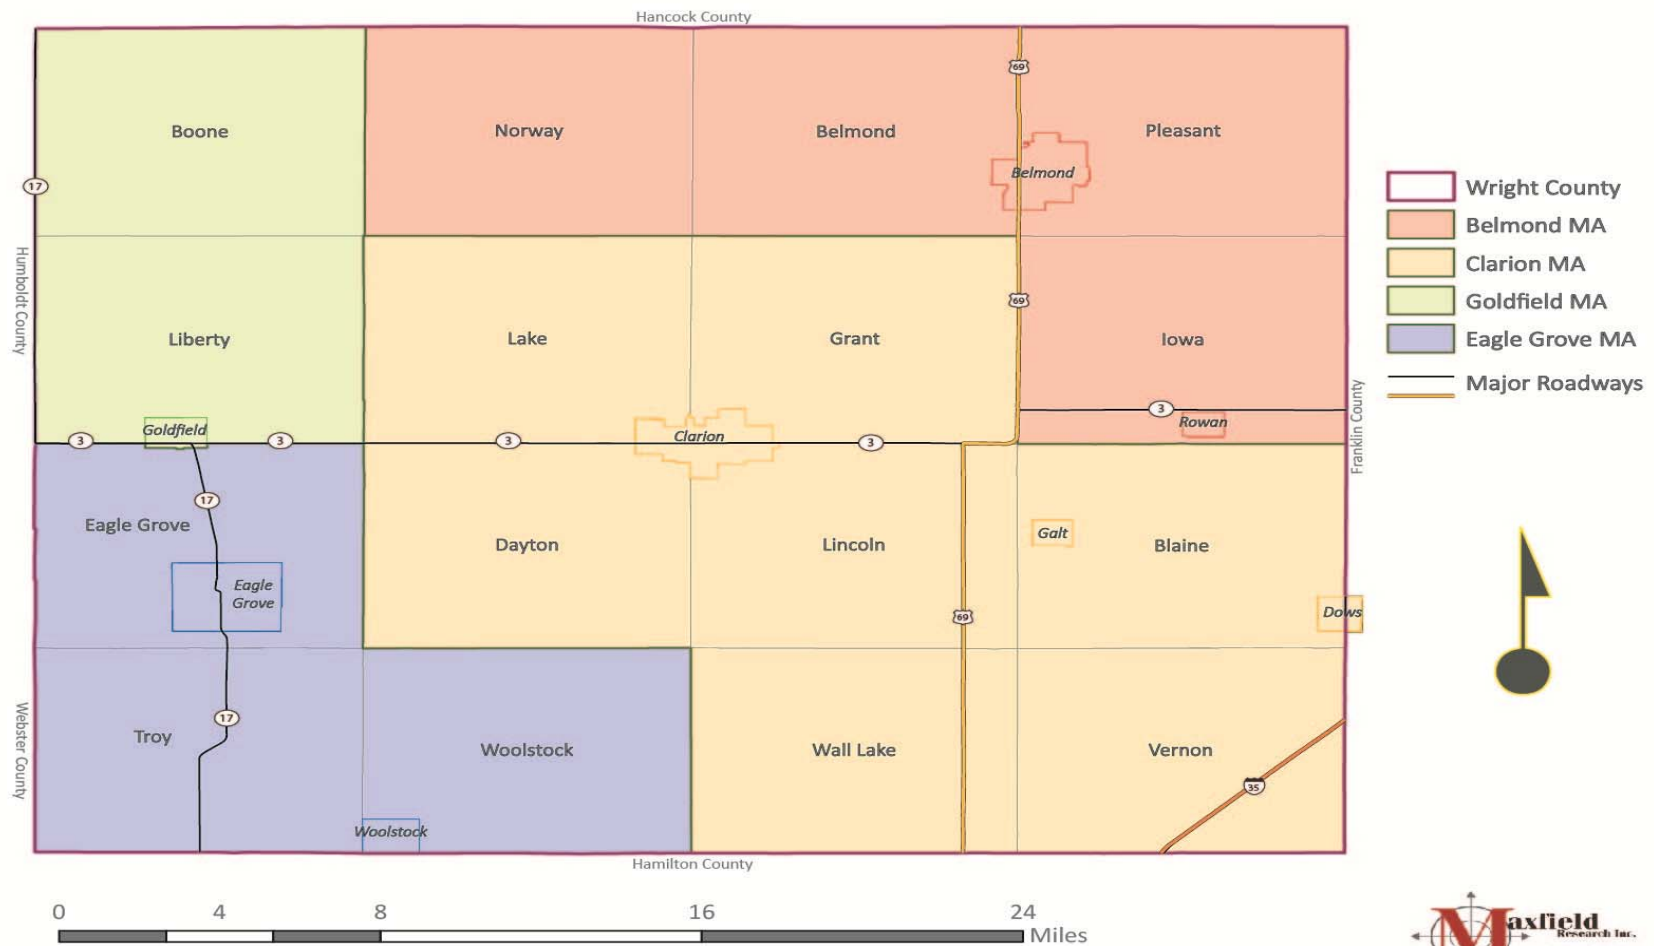 Hancock County
69
Boone
Norway
Belmond
Pleasant
Belmond
17
Wright County
Belmond MA
Clarion MA
Goldfield MA
Eagle Grove MA
Major Roadways
Humboldt County
69
Liberty
Lake
Grant
Iowa
3
Rowan
Goldfield
Clarion
3
3
3
3
Franklin County
17
Eagle Grove
Dayton
Lincoln
Galt
Blaine
Eagle
Grove
Dows
69
Webster County
17
Troy
Woolstock
Wall Lake
Vernon
35
Woolstock
Hamilton County
0 4 8 16 24
Miles
Maxfield
Research Inc.